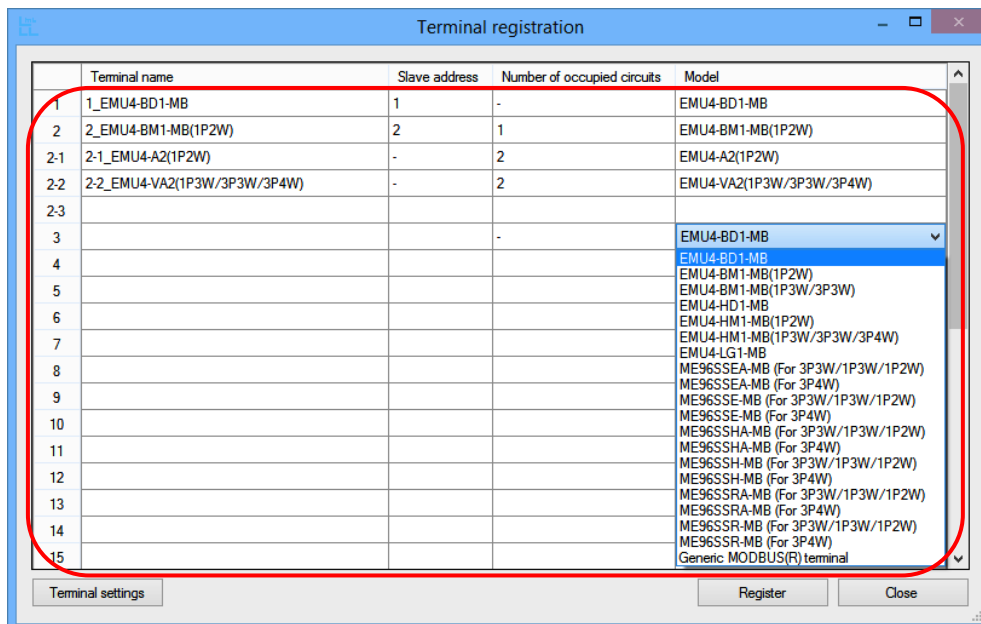 Terminal registration
Terminal name Slave address Number of occupied circuits Model
1 1_EMU4-BD1-MB 1 - EMU4-BD1-MB
2 2_EMU4-BM1-MB(1P2W) 2 1 EMU4-BM1-MB(1P2W)
2-1 2-1_EMU4-A2(1P2W) - 2 EMU4-A2(1P2W)
2-2 2-2_EMU4-VA2(1P3W/3P3W/3P4W) - 2 EMU4-VA2(1P3W/3P3W/3P4W)
2-3
3 - EMU4-BD1-MB
4
5
6
7
8
9
10
11
12
13
14
15
EMU4-BD1-MB
EMU4-BM1-MB(1P2W)
EMU4-BM1-MB(1P3W/3P3W)
EMU4-HD1-MB
EMU4-HM1-MB(1P2W)
EMU4-HM1-MB(1P3W/3P3W/3P4W)
EMU4-LG1-MB
ME96SSEA-MB (For 3P3W/1P3W/1P2W)
ME96SSEA-MB (For 3P4W)
ME96SSE-MB (For 3P3W/1P3W/1P2W)
ME96SSE-MB (For 3P4W)
ME96SSHA-MB (For 3P3W/1P3W/1P2W)
ME96SSHA-MB (For 3P4W)
ME96SSH-MB (For 3P3W/1P3W/1P2W)
ME96SSH-MB (For 3P4W)
ME96SSRA-MB (For 3P3W/1P3W/1P2W)
ME96SSRA-MB (For 3P4W)
ME96SSR-MB (For 3P3W/1P3W/1P2W)
ME96SSR-MB (For 3P4W)
Generic MODBUS(R) terminal
Terminal settings Register Close